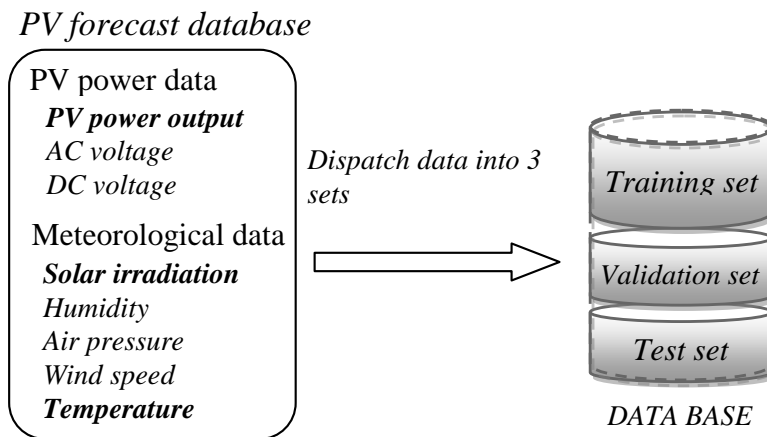 PV forecast database
PV power data
PV power output
AC voltage
DC voltage
Meteorological data
Solar irradiation
Humidity
Air pressure
Wind speed
Temperature
Dispatch data into 3
sets
Training set
Validation set
Test set
DATA BASE